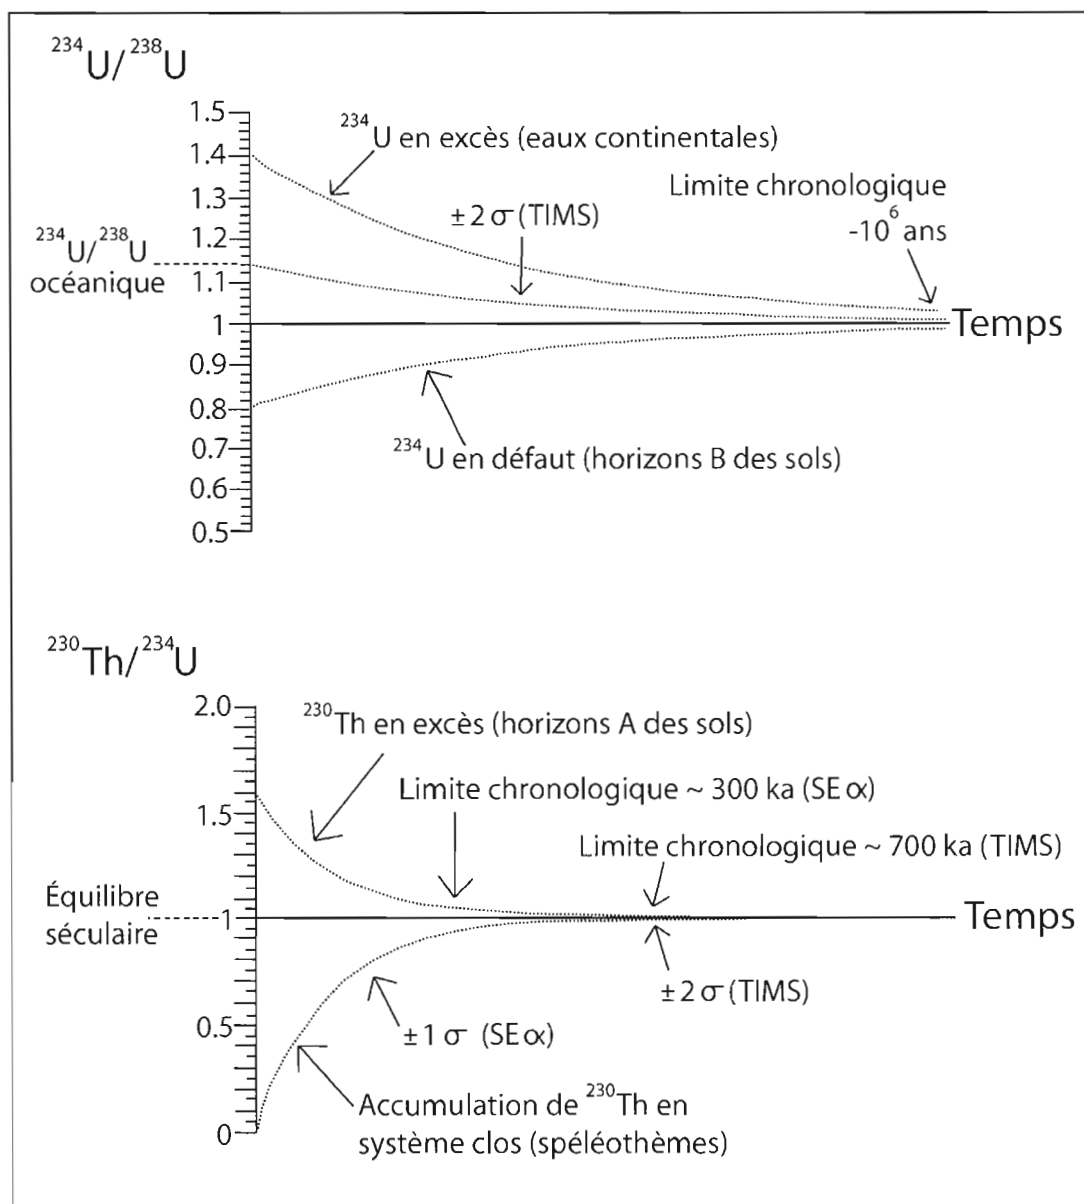 ²³⁴U/²³⁸U
1.5
²³⁴U en excès (eaux continentales)
1.4
Limite chronologique
-10⁶ ans
1.3
± 2 σ (TIMS)
1.2
²³⁴U/²³⁸U
océanique
1.1
1
Temps
0.9
0.8
²³⁴U en défaut (horizons B des sols)
0.7
0.6
0.5
²³⁰Th/²³⁴U
2.0
²³⁰Th en excès (horizons A des sols)
Limite chronologique ~ 300 ka (SE α)
1.5
Limite chronologique ~ 700 ka (TIMS)
Équilibre
séculaire
1
Temps
± 2 σ (TIMS)
0.5
± 1 σ (SE α)
Accumulation de ²³⁰Th en
système clos (spéléothèmes)
0